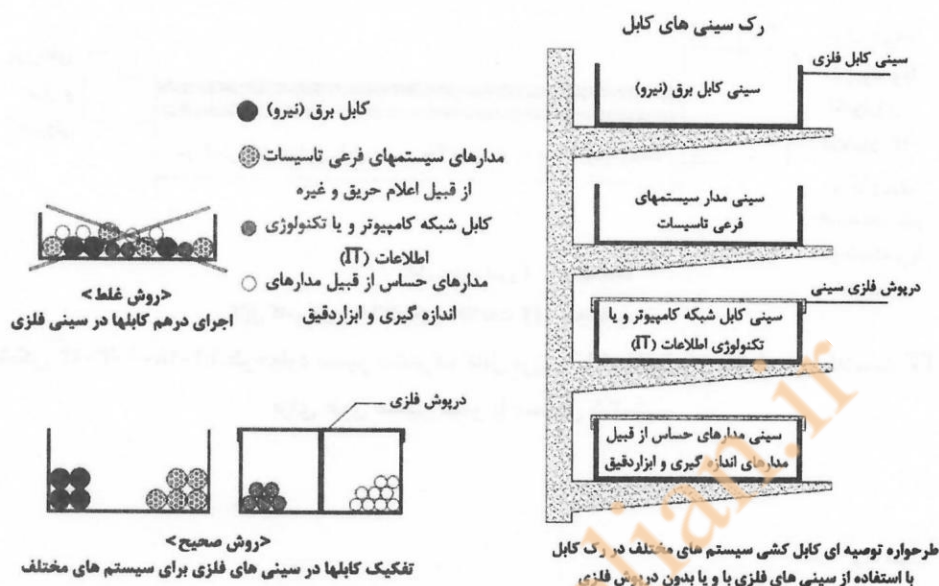 رک سینی های کابل
سینی کابل فلزی
سینی کابل برق (نیرو)
سینی مدار سیستمهای
فرعی تاسیسات
درپوش فلزی سینی
سینی کابل شبکه کامپیوتر و یا
تکنولوژی اطلاعات (IT)
سینی مدارهای حساس از قبیل
مدارهای اندازه گیری و ابزاردقیق
طرحواره توصیه ای کابل کشی سیستم های مختلف در رک کابل
با استفاده از سینی های فلزی با و یا بدون درپوش فلزی
کابل برق (نیرو)
مدارهای سیستمهای فرعی تاسیسات
از قبیل اعلام حریق و غیره
کابل شبکه کامپیوتر و یا تکنولوژی
اطلاعات (IT)
مدارهای حساس از قبیل مدارهای
اندازه گیری و ابزاردقیق
<روش غلط>
اجرای درهم کابلها در سینی فلزی
درپوش فلزی
<روش صحیح>
تفکیک کابلها در سینی های فلزی برای سیستم های مختلف
lian.ir